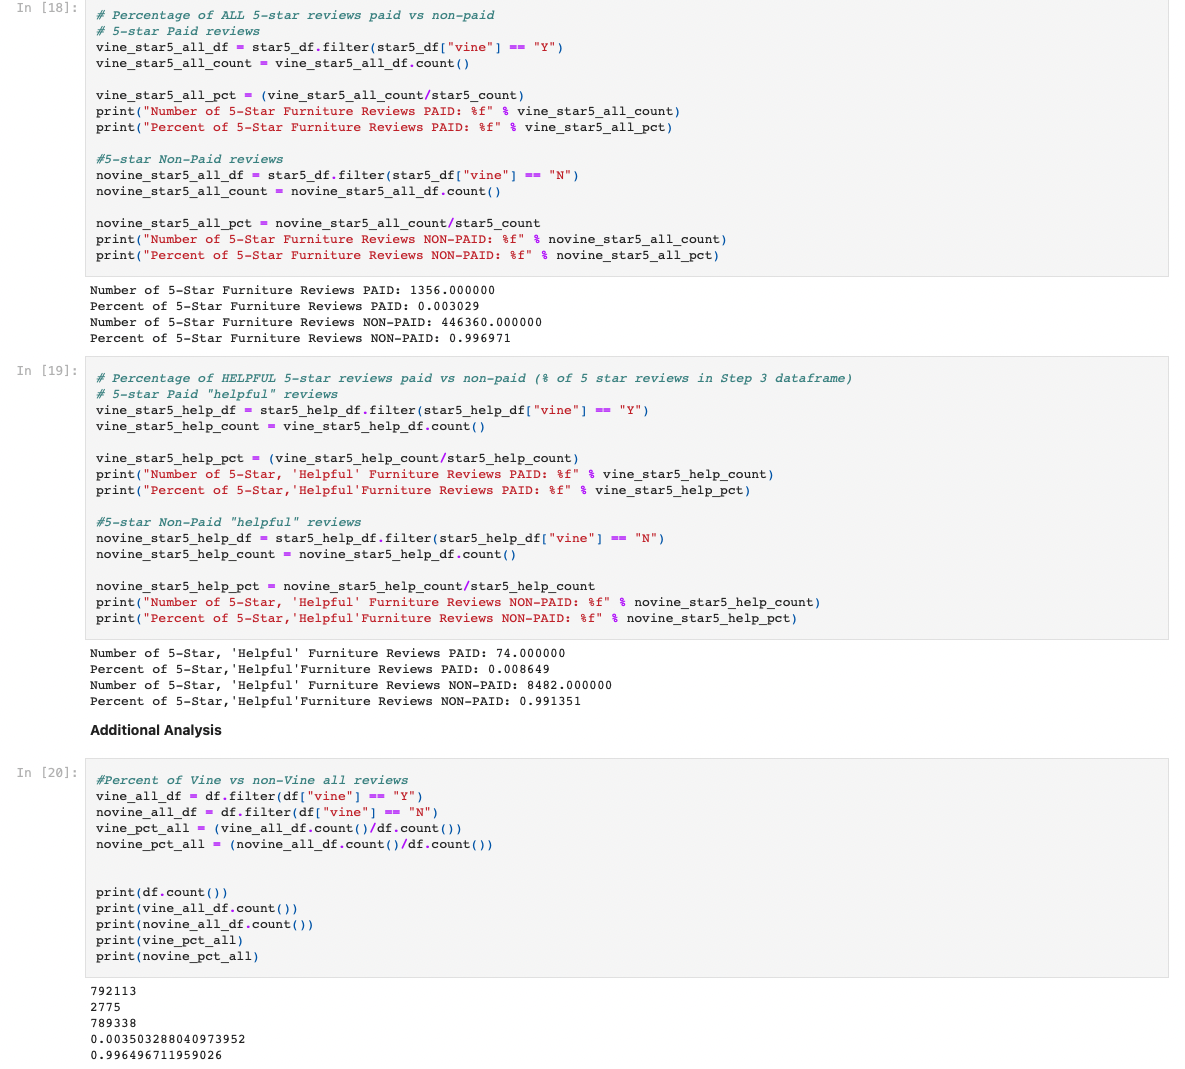 In [18]:
# Percentage of ALL 5-star reviews paid vs non-paid
# 5-star Paid reviews
vine_star5_all_df = star5_df.filter(star5_df["vine"] == "Y")
vine_star5_all_count = vine_star5_all_df.count()
vine_star5_all_pct = (vine_star5_all_count/star5_count)
print("Number of 5-Star Furniture Reviews PAID: %f" % vine_star5_all_count)
print("Percent of 5-Star Furniture Reviews PAID: %f" % vine_star5_all_pct)
#5-star Non-Paid reviews
novine_star5_all_df = star5_df.filter(star5_df["vine"] == "N")
novine_star5_all_count = novine_star5_all_df.count()
novine_star5_all_pct = novine_star5_all_count/star5_count
print("Number of 5-Star Furniture Reviews NON-PAID: %f" % novine_star5_all_count)
print("Percent of 5-Star Furniture Reviews NON-PAID: %f" % novine_star5_all_pct)
Number of 5-Star Furniture Reviews PAID: 1356.000000
Percent of 5-Star Furniture Reviews PAID: 0.003029
Number of 5-Star Furniture Reviews NON-PAID: 446360.000000
Percent of 5-Star Furniture Reviews NON-PAID: 0.996971
In [19]:
# Percentage of HELPFUL 5-star reviews paid vs non-paid (% of 5 star reviews in Step 3 dataframe)
# 5-star Paid "helpful" reviews
vine_star5_help_df = star5_help_df.filter(star5_help_df["vine"] == "Y")
vine_star5_help_count = vine_star5_help_df.count()
vine_star5_help_pct = (vine_star5_help_count/star5_help_count)
print("Number of 5-Star, 'Helpful' Furniture Reviews PAID: %f" % vine_star5_help_count)
print("Percent of 5-Star,'Helpful'Furniture Reviews PAID: %f" % vine_star5_help_pct)
#5-star Non-Paid "helpful" reviews
novine_star5_help_df = star5_help_df.filter(star5_help_df["vine"] == "N")
novine_star5_help_count = novine_star5_help_df.count()
novine_star5_help_pct = novine_star5_help_count/star5_help_count
print("Number of 5-Star, 'Helpful' Furniture Reviews NON-PAID: %f" % novine_star5_help_count)
print("Percent of 5-Star,'Helpful'Furniture Reviews NON-PAID: %f" % novine_star5_help_pct)
Number of 5-Star, 'Helpful' Furniture Reviews PAID: 74.000000
Percent of 5-Star,'Helpful'Furniture Reviews PAID: 0.008649
Number of 5-Star, 'Helpful' Furniture Reviews NON-PAID: 8482.000000
Percent of 5-Star,'Helpful'Furniture Reviews NON-PAID: 0.991351
Additional Analysis
In [20]:
#Percent of Vine vs non-Vine all reviews
vine_all_df = df.filter(df["vine"] == "Y")
novine_all_df = df.filter(df["vine"] == "N")
vine_pct_all = (vine_all_df.count()/df.count())
novine_pct_all = (novine_all_df.count()/df.count())
print(df.count())
print(vine_all_df.count())
print(novine_all_df.count())
print(vine_pct_all)
print(novine_pct_all)
792113
2775
789338
0.003503288040973952
0.996496711959026